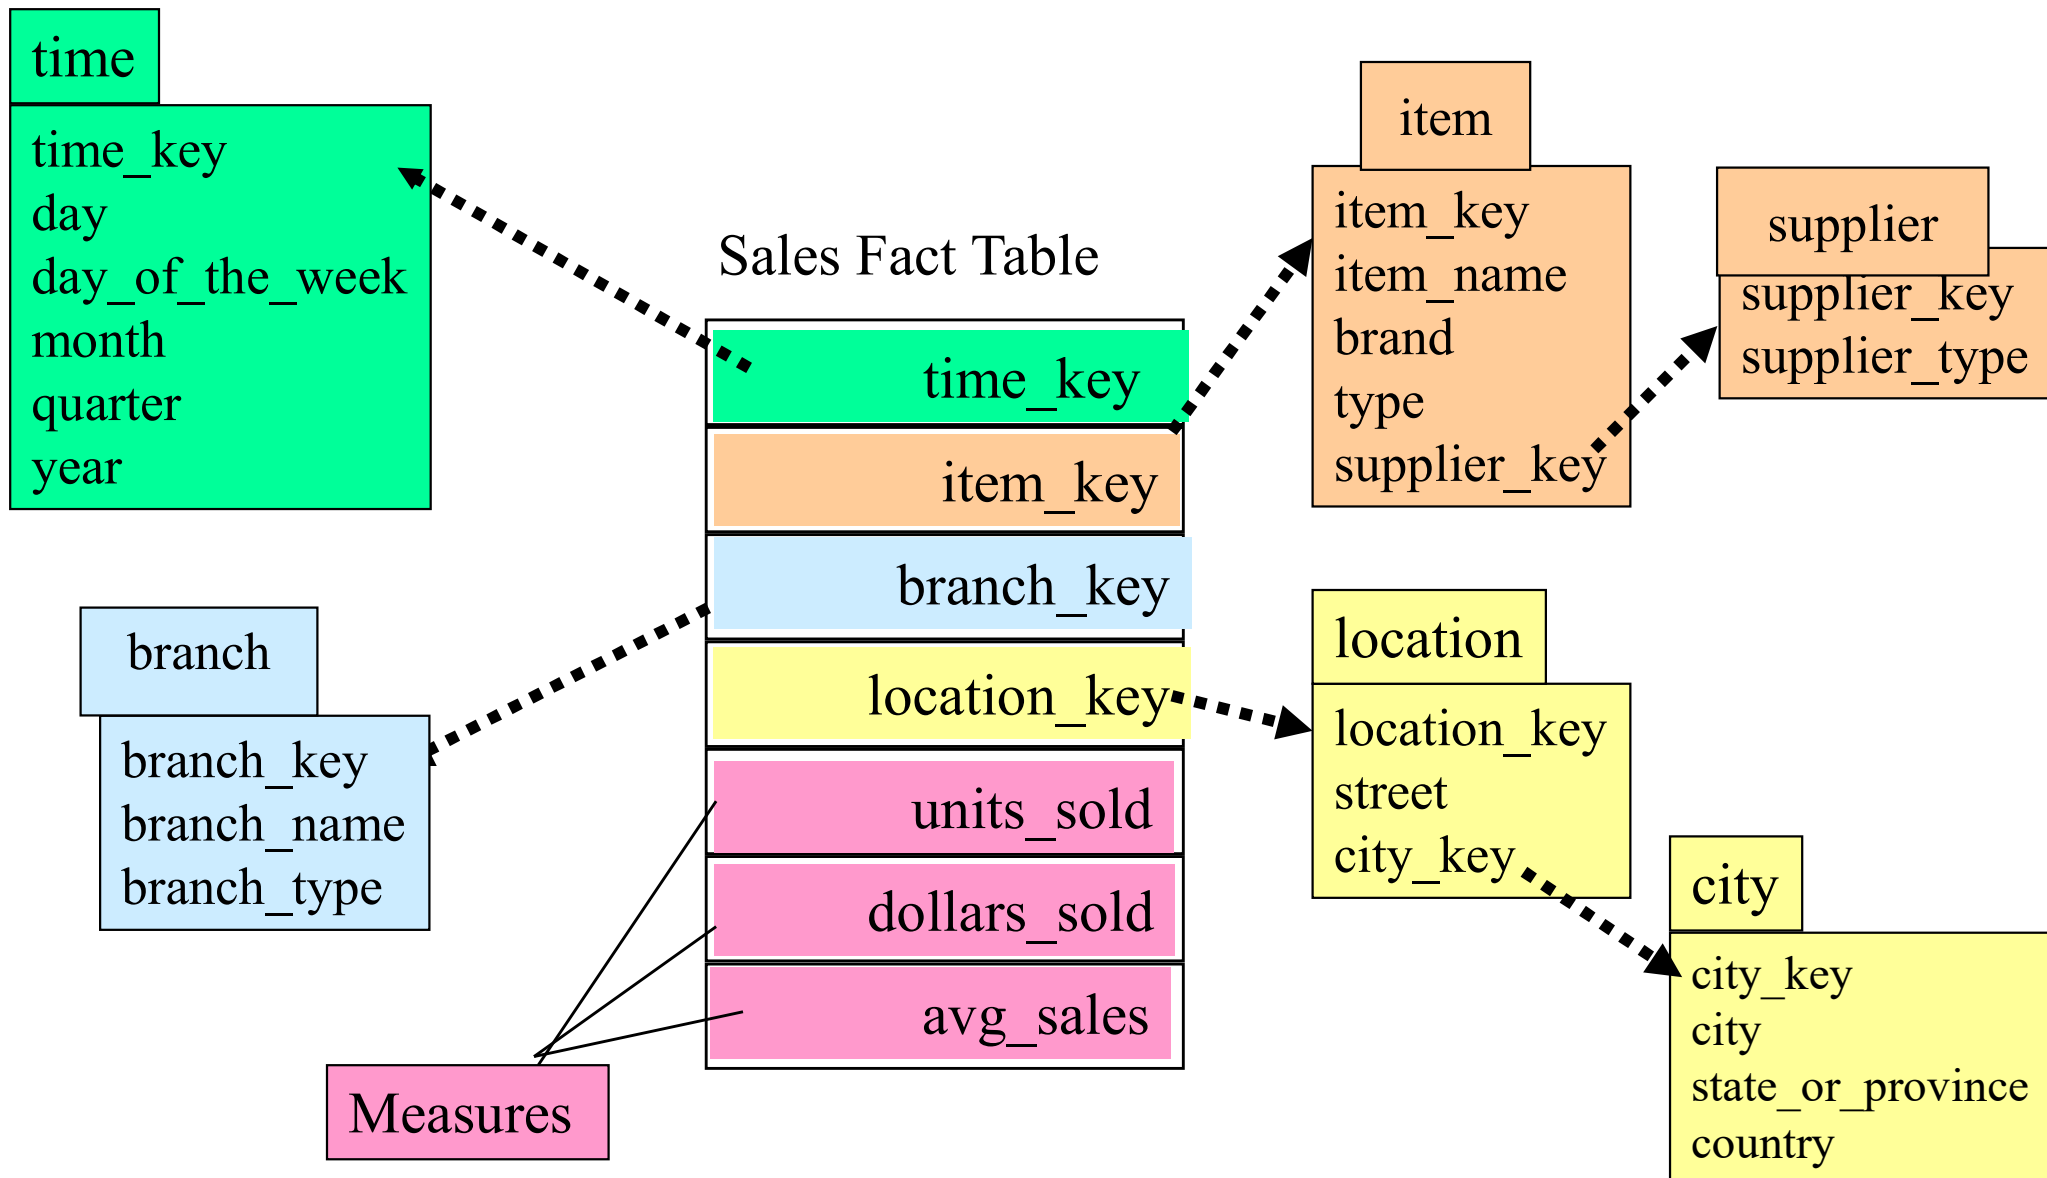 time
time_key
day
day_of_the_week
month
quarter
year
Sales Fact Table
time_key
item_key
branch_key
location_key
units_sold
dollars_sold
avg_sales
Measures
branch
branch_key
branch_name
branch_type
item
item_key
item_name
brand
type
supplier_key
supplier
supplier_key
supplier_type
location
location_key
street
city_key
city
city_key
city
state_or_province
country